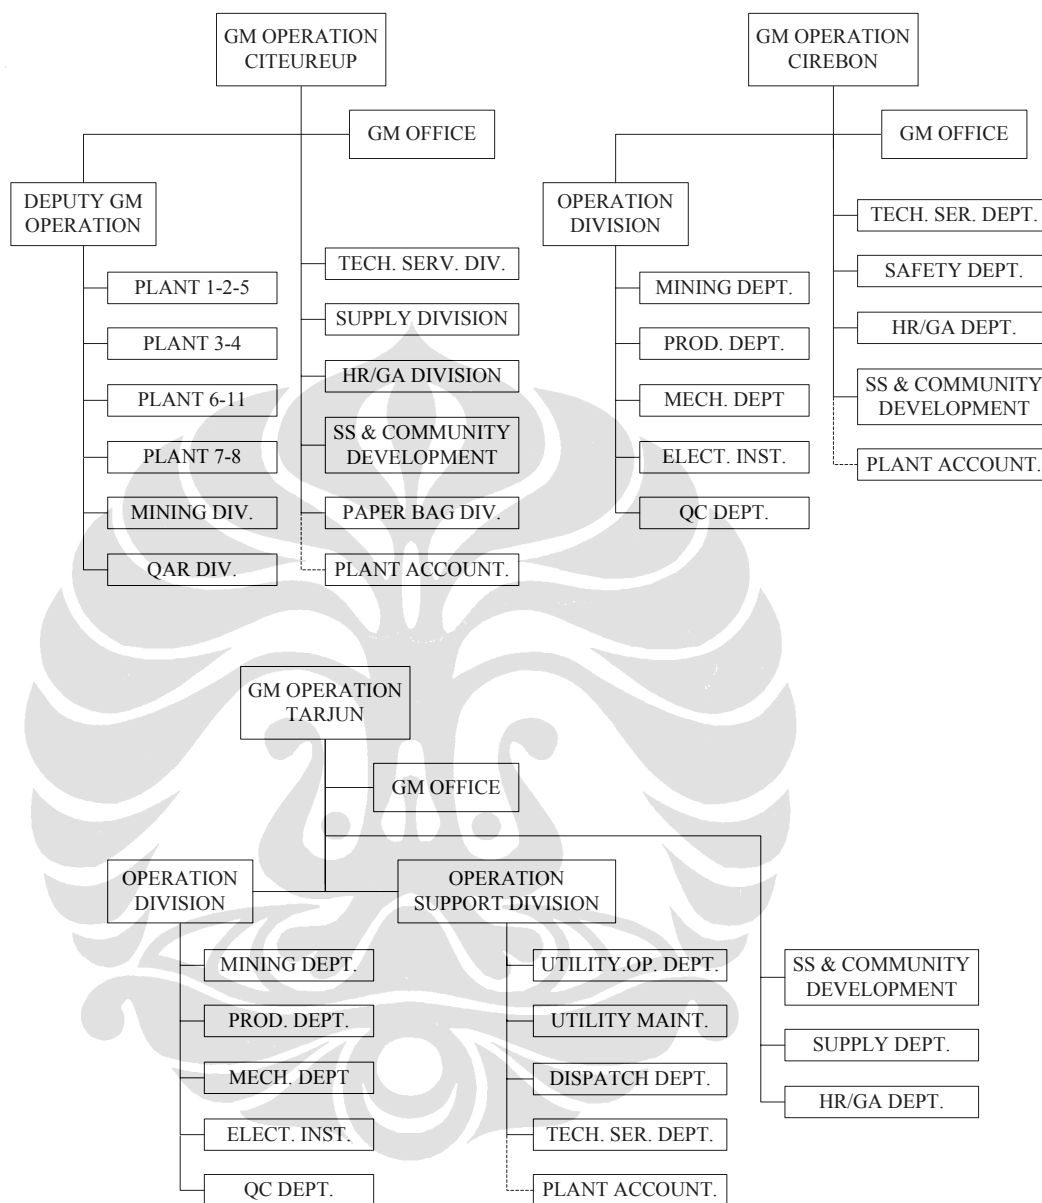 GM OPERATION
CITEUREUP
GM OFFICE
DEPUTY GM
OPERATION
PLANT 1-2-5
PLANT 3-4
PLANT 6-11
PLANT 7-8
MINING DIV.
QAR DIV.
TECH. SERV. DIV.
SUPPLY DIVISION
HR/GA DIVISION
SS & COMMUNITY
DEVELOPMENT
PAPER BAG DIV.
PLANT ACCOUNT.
GM OPERATION
CIREBON
GM OFFICE
OPERATION
DIVISION
MINING DEPT.
PROD. DEPT.
MECH. DEPT
ELECT. INST.
QC DEPT.
TECH. SER. DEPT.
SAFETY DEPT.
HR/GA DEPT.
SS & COMMUNITY
DEVELOPMENT
PLANT ACCOUNT.
GM OPERATION
TARJUN
GM OFFICE
OPERATION
DIVISION
MINING DEPT.
PROD. DEPT.
MECH. DEPT
ELECT. INST.
QC DEPT.
OPERATION
SUPPORT DIVISION
UTILITY.OP. DEPT.
UTILITY MAINT.
DISPATCH DEPT.
TECH. SER. DEPT.
PLANT ACCOUNT.
SS & COMMUNITY
DEVELOPMENT
SUPPLY DEPT.
HR/GA DEPT.